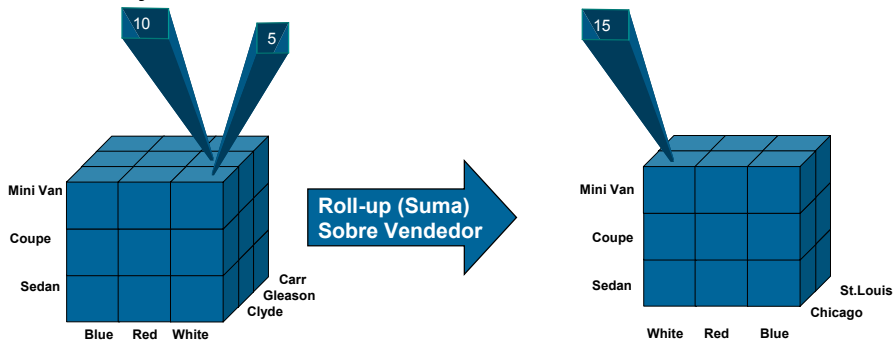 10
5
15
Mini Van
Coupe
Sedan
Carr
Gleason
Clyde
Blue Red White
Roll-up (Suma)
Sobre Vendedor
Mini Van
Coupe
Sedan
St.Louis
Chicago
White Red Blue